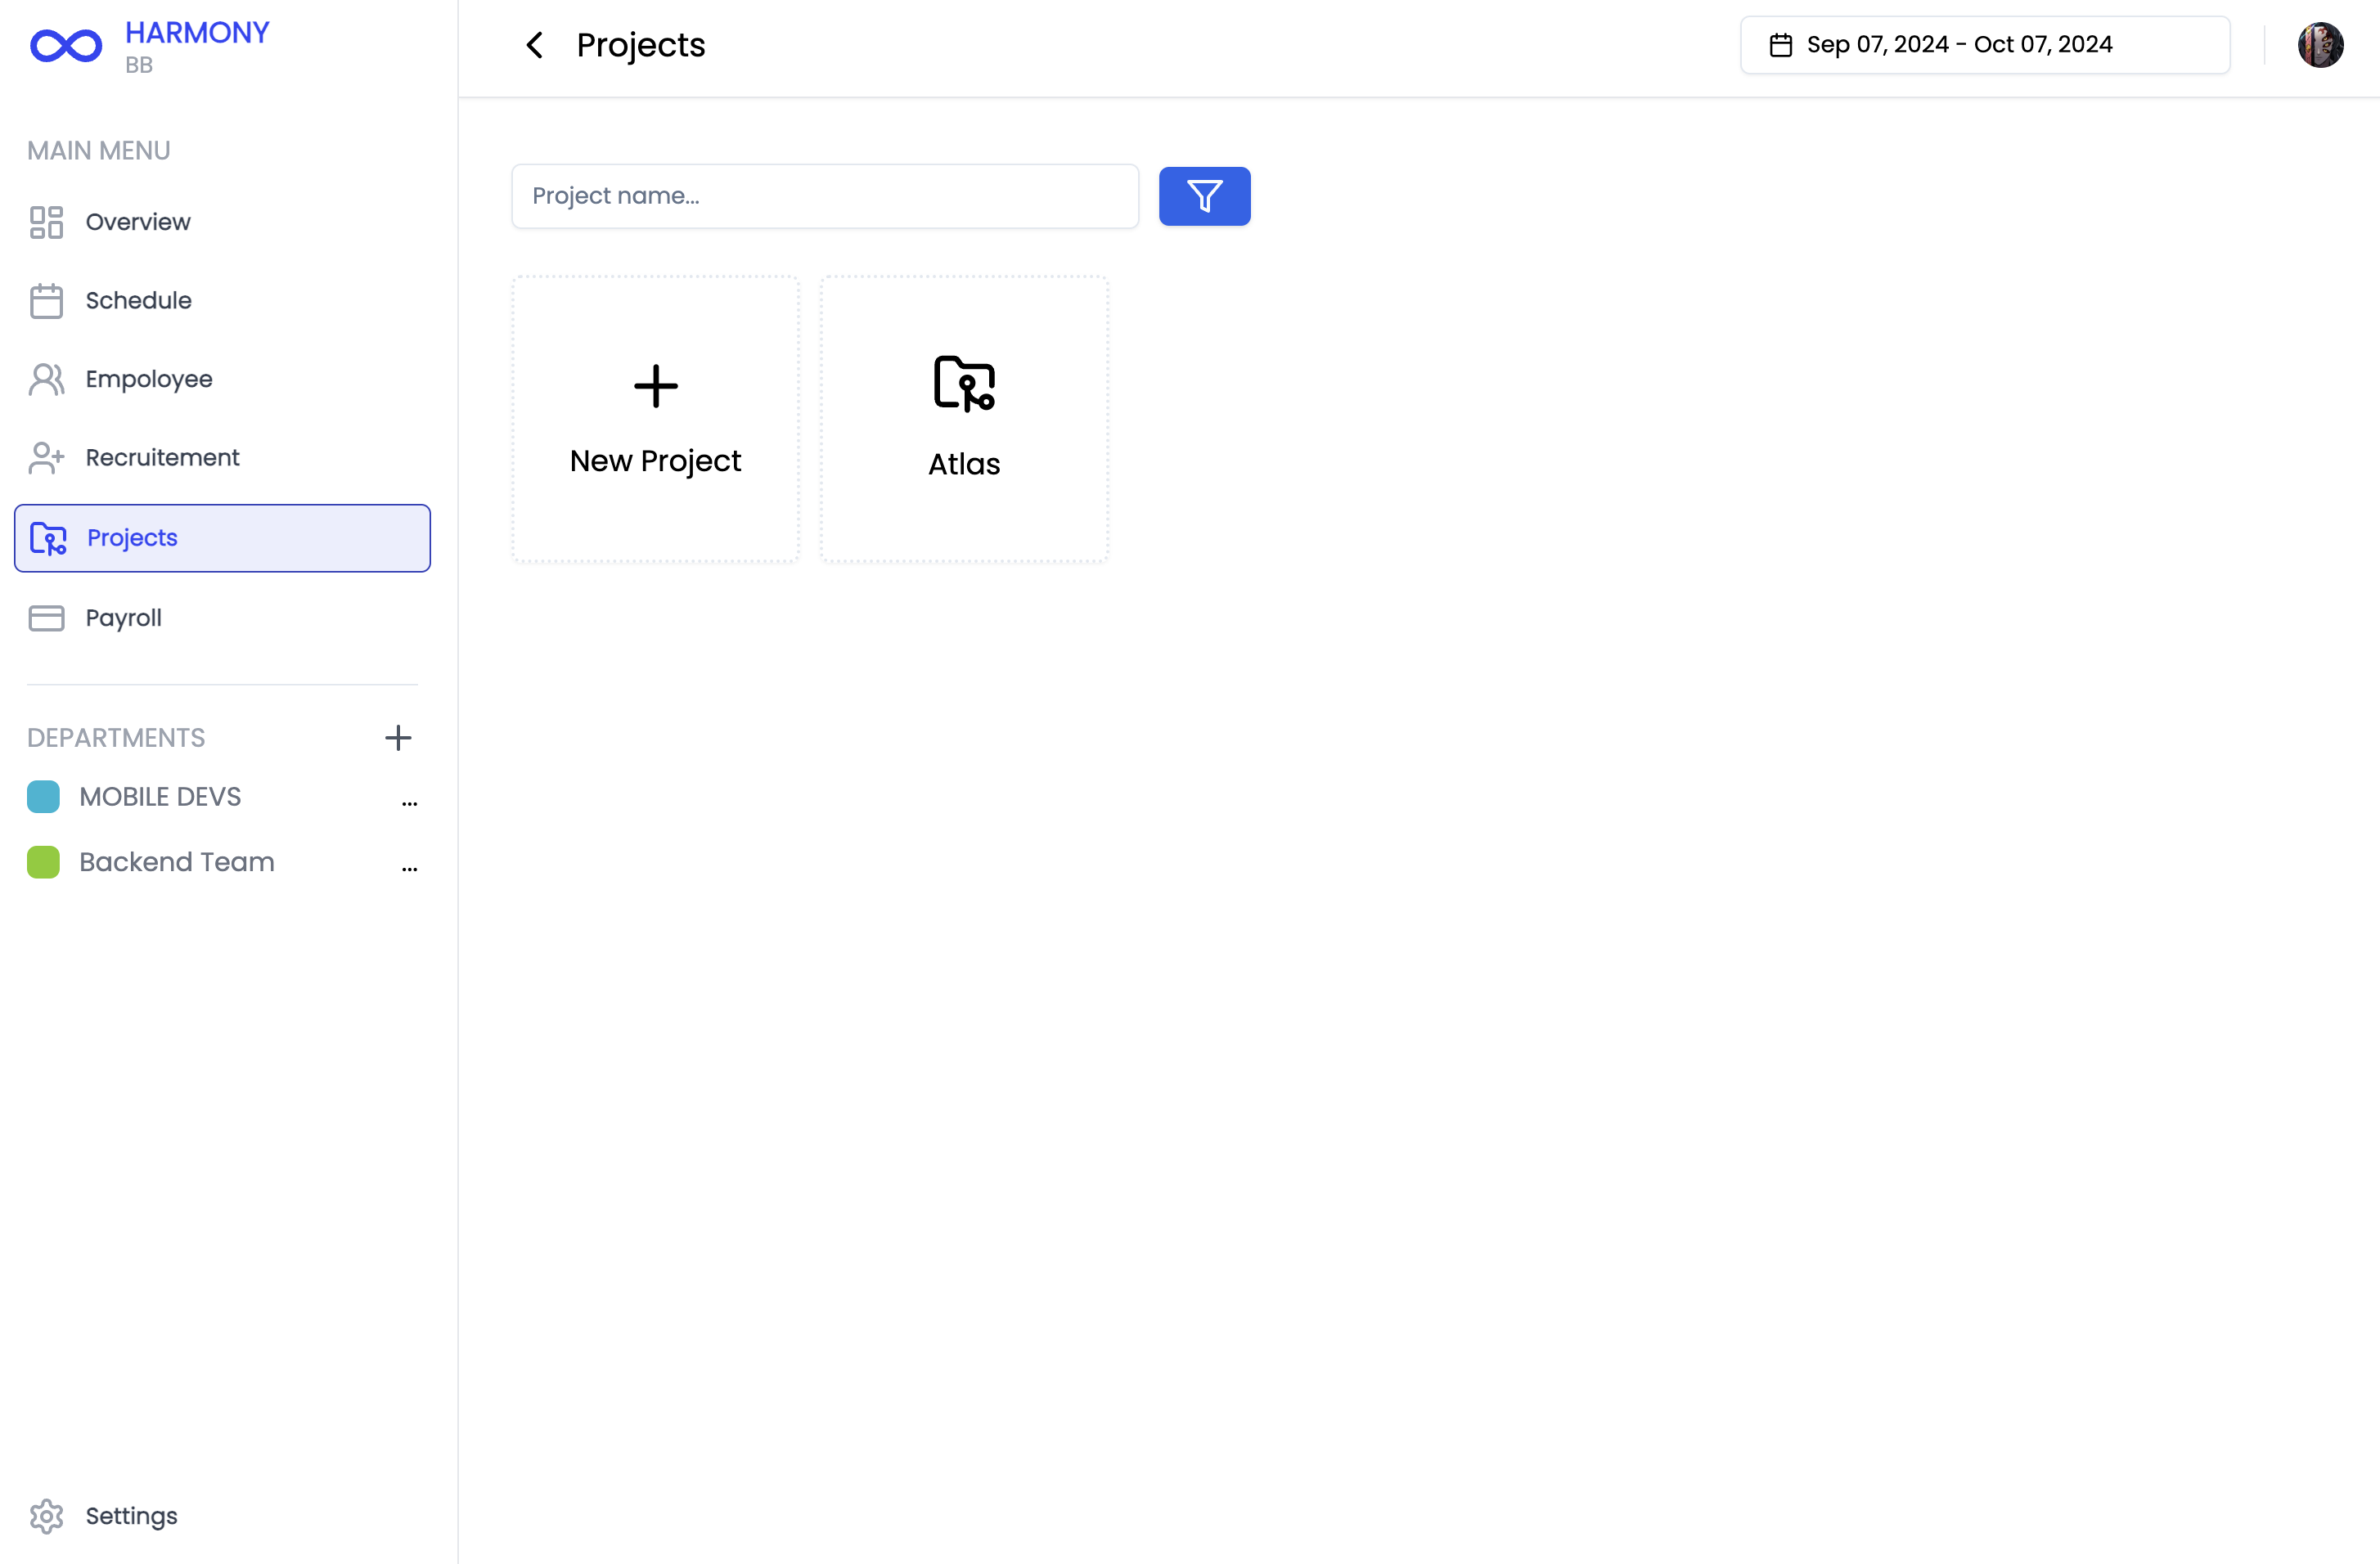 HARMONY
BB
Projects
Sep 07, 2024 - Oct 07, 2024
MAIN MENU
Overview
Schedule
Empoloyee
Recruitement
Projects
Payroll
DEPARTMENTS
MOBILE DEVS
...
Backend Team
...
Settings
Project name...
New Project
Atlas